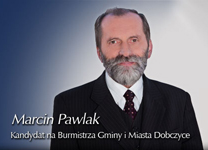 Marcin Pawlak
Kandydat na Burmistrza Gminy i Miasta Dobczyce